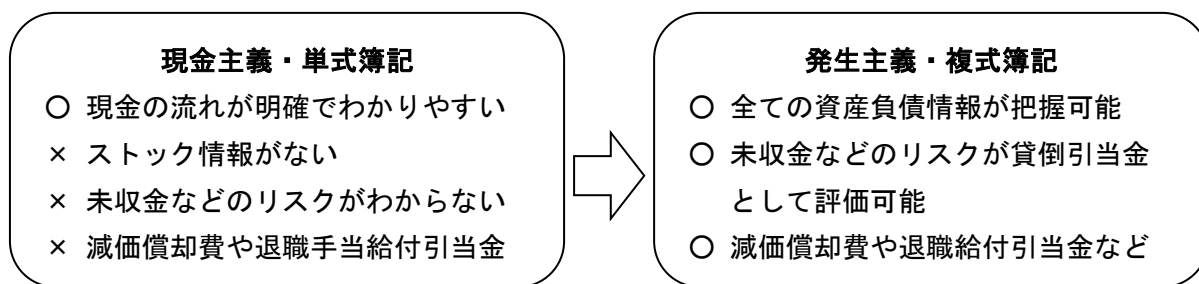 現金主義・単式簿記
○ 現金の流れが明確でわかりやすい
× ストック情報がない
× 未収金などのリスクがわからない
× 減価償却費や退職手当給付引当金
発生主義・複式簿記
○ 全ての資産負債情報が把握可能
○ 未収金などのリスクが貸倒引当金
として評価可能
○ 減価償却費や退職給付引当金など